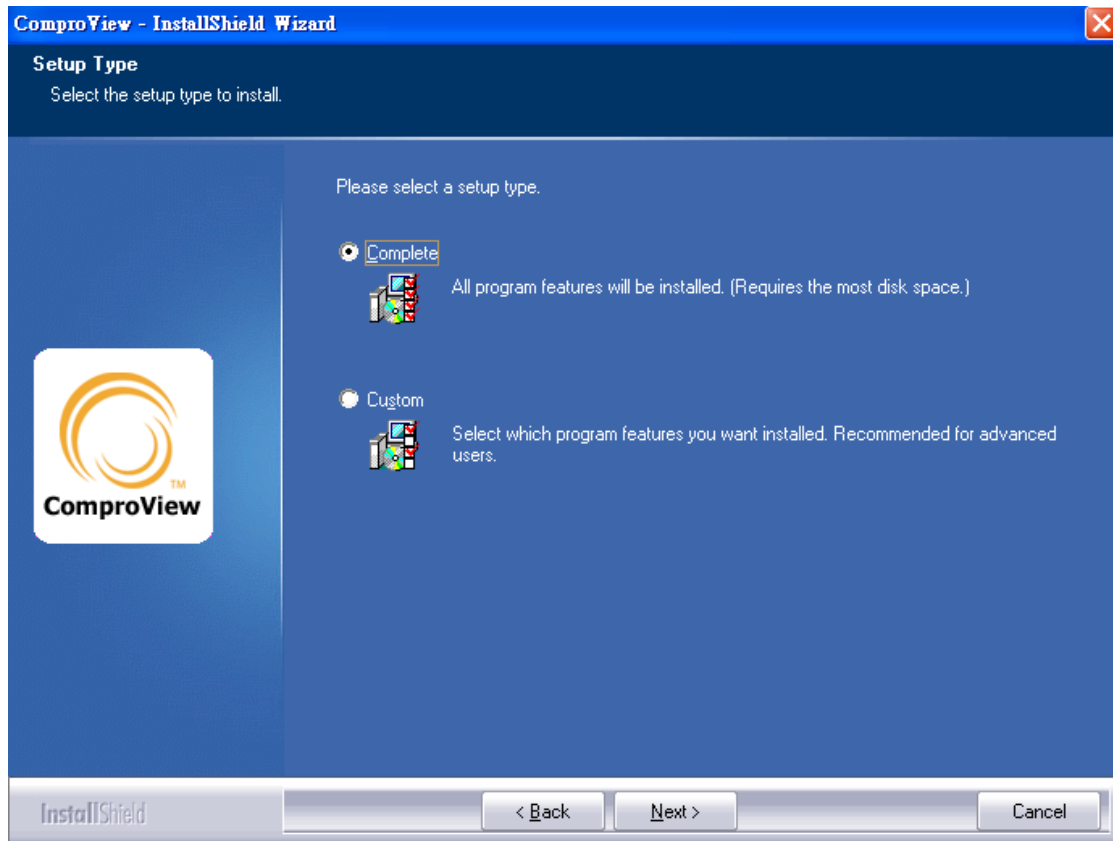 ComproView - InstallShield Wizard
Setup Type
Select the setup type to install.
Please select a setup type.
Complete
All program features will be installed. (Requires the most disk space.)
Custom
Select which program features you want installed. Recommended for advanced
users.
TM
ComproView
InstallShield
< Back
Next >
Cancel